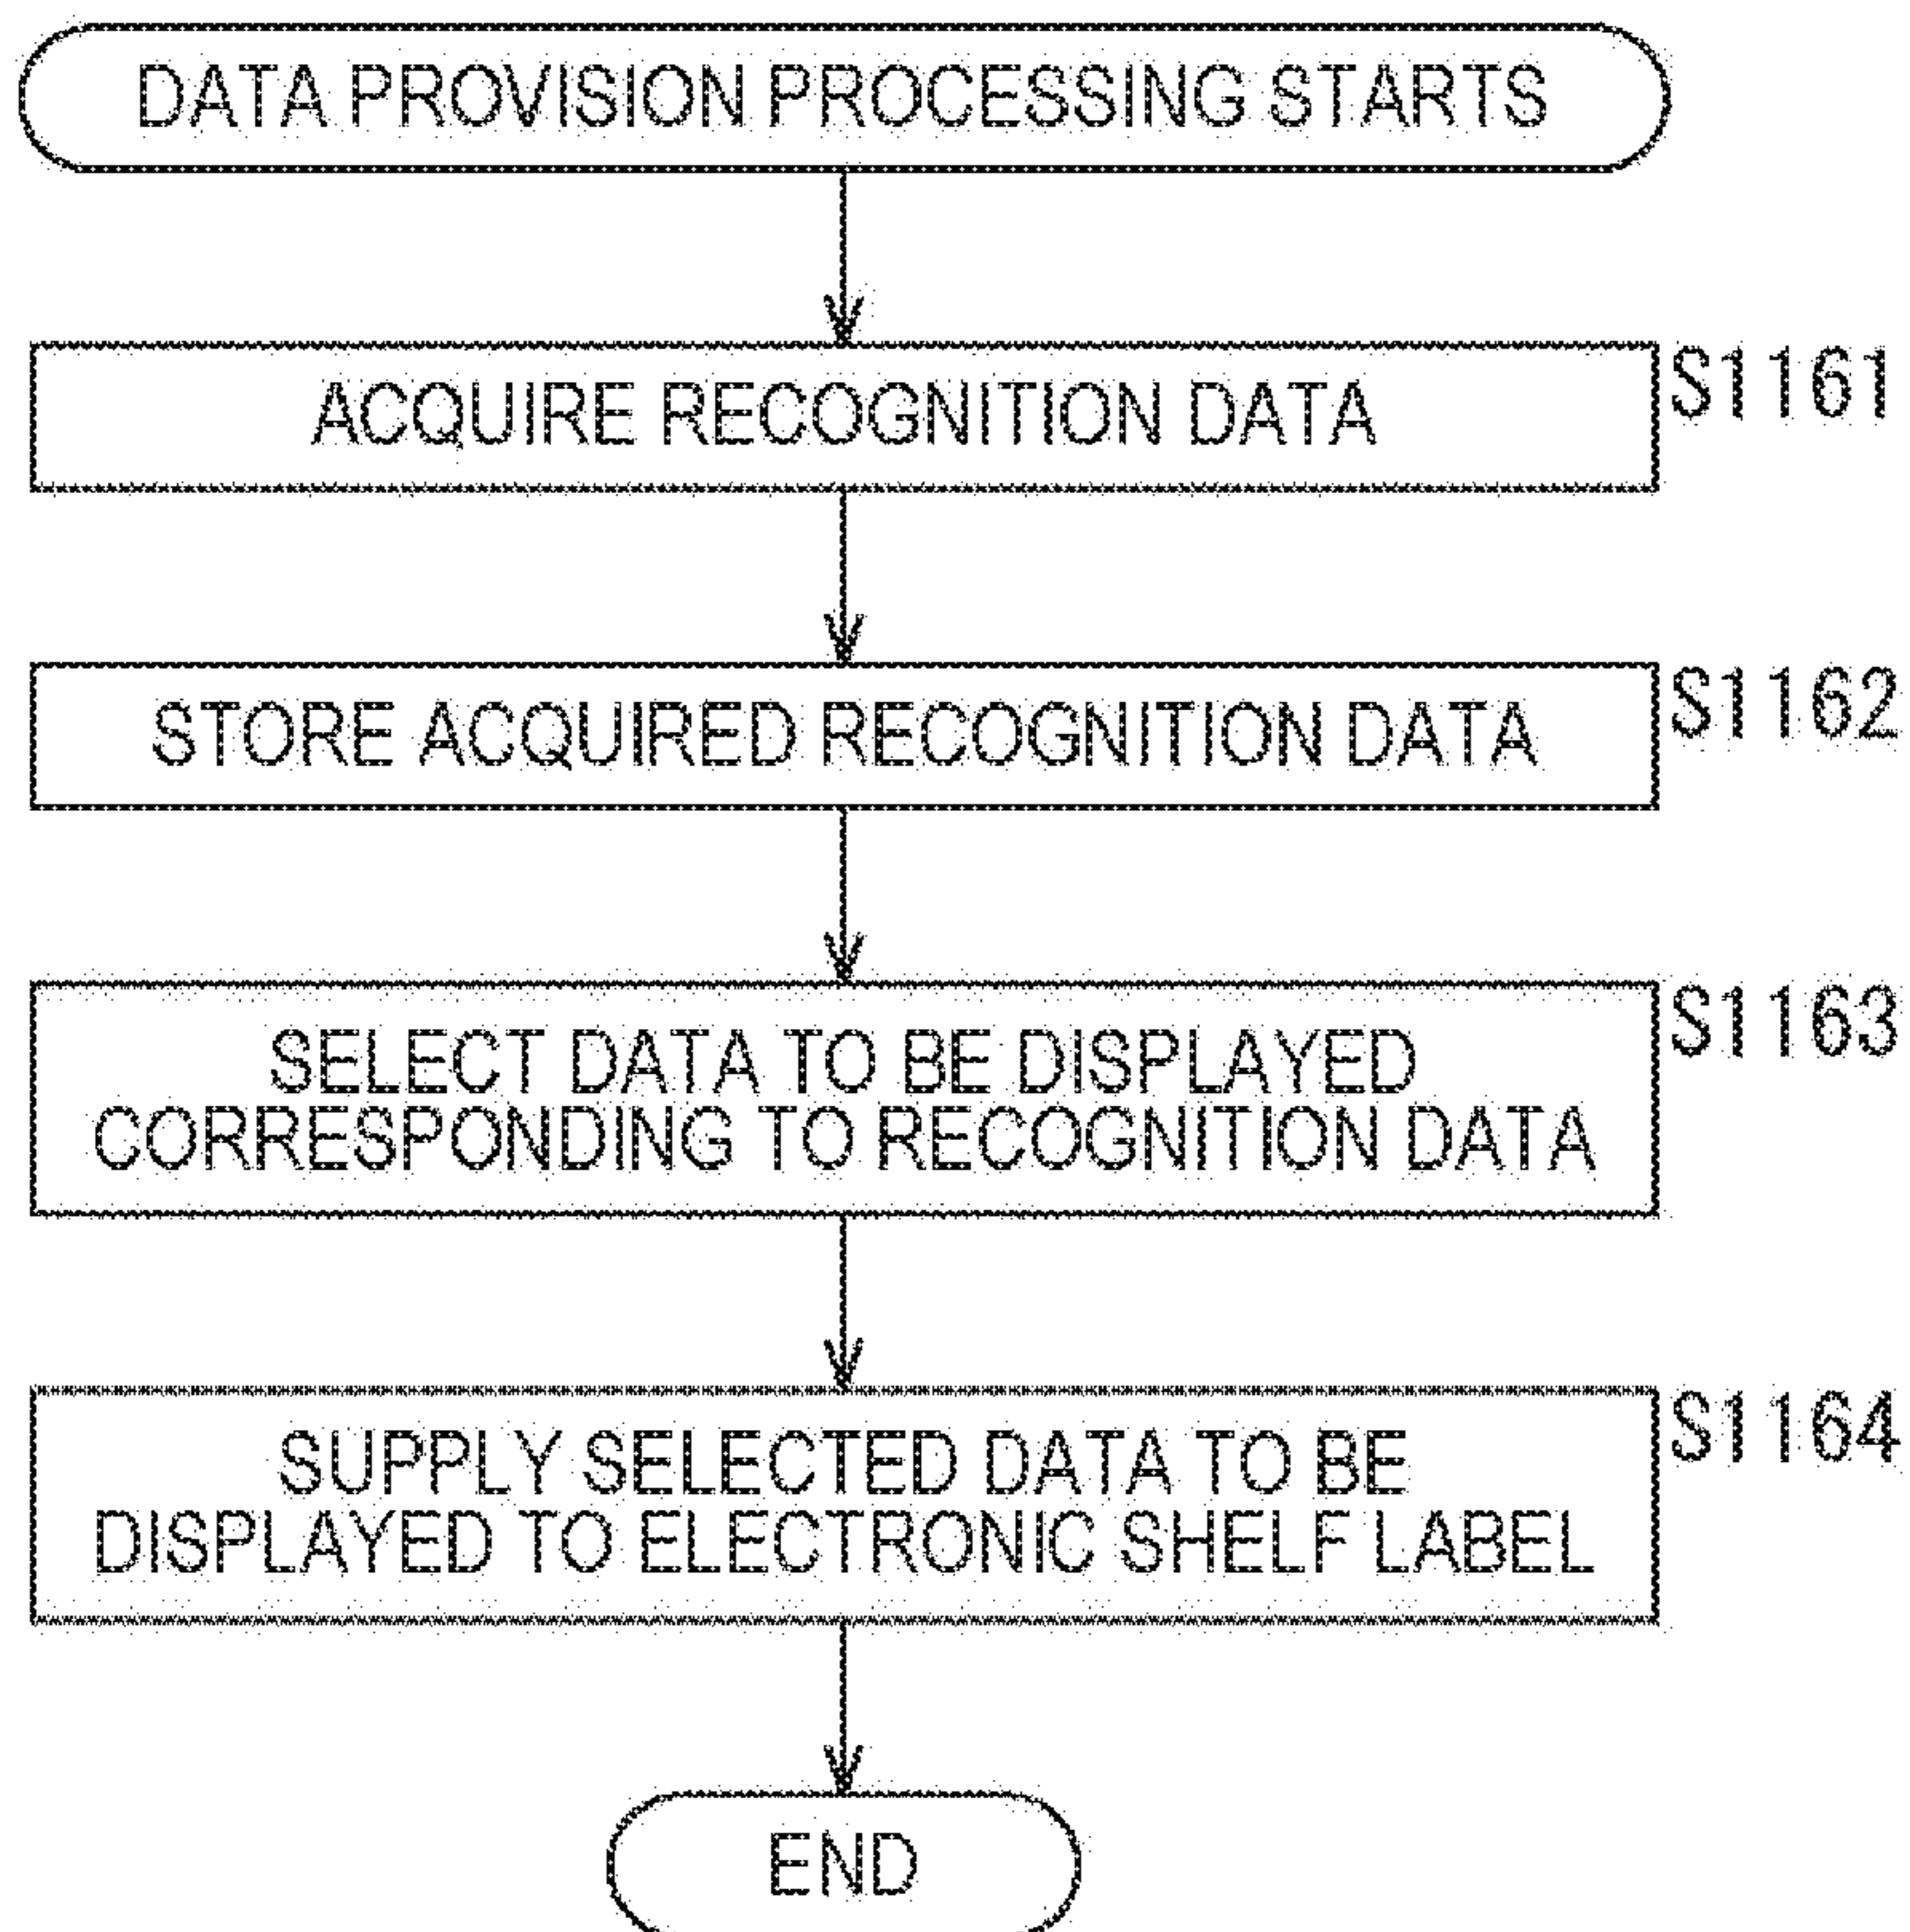 DATA PROVISION PROCESSING STARTS
ACQUIRE RECOGNITION DATA
S1161
STORE ACQUIRED RECOGNITION DATA
S1162
SELECT DATA TO BE DISPLAYED
CORRESPONDING TO RECOGNITION DATA
S1163
SUPPLY SELECTED DATA TO BE
DISPLAYED TO ELECTRONIC SHELF LABEL
S1164
END